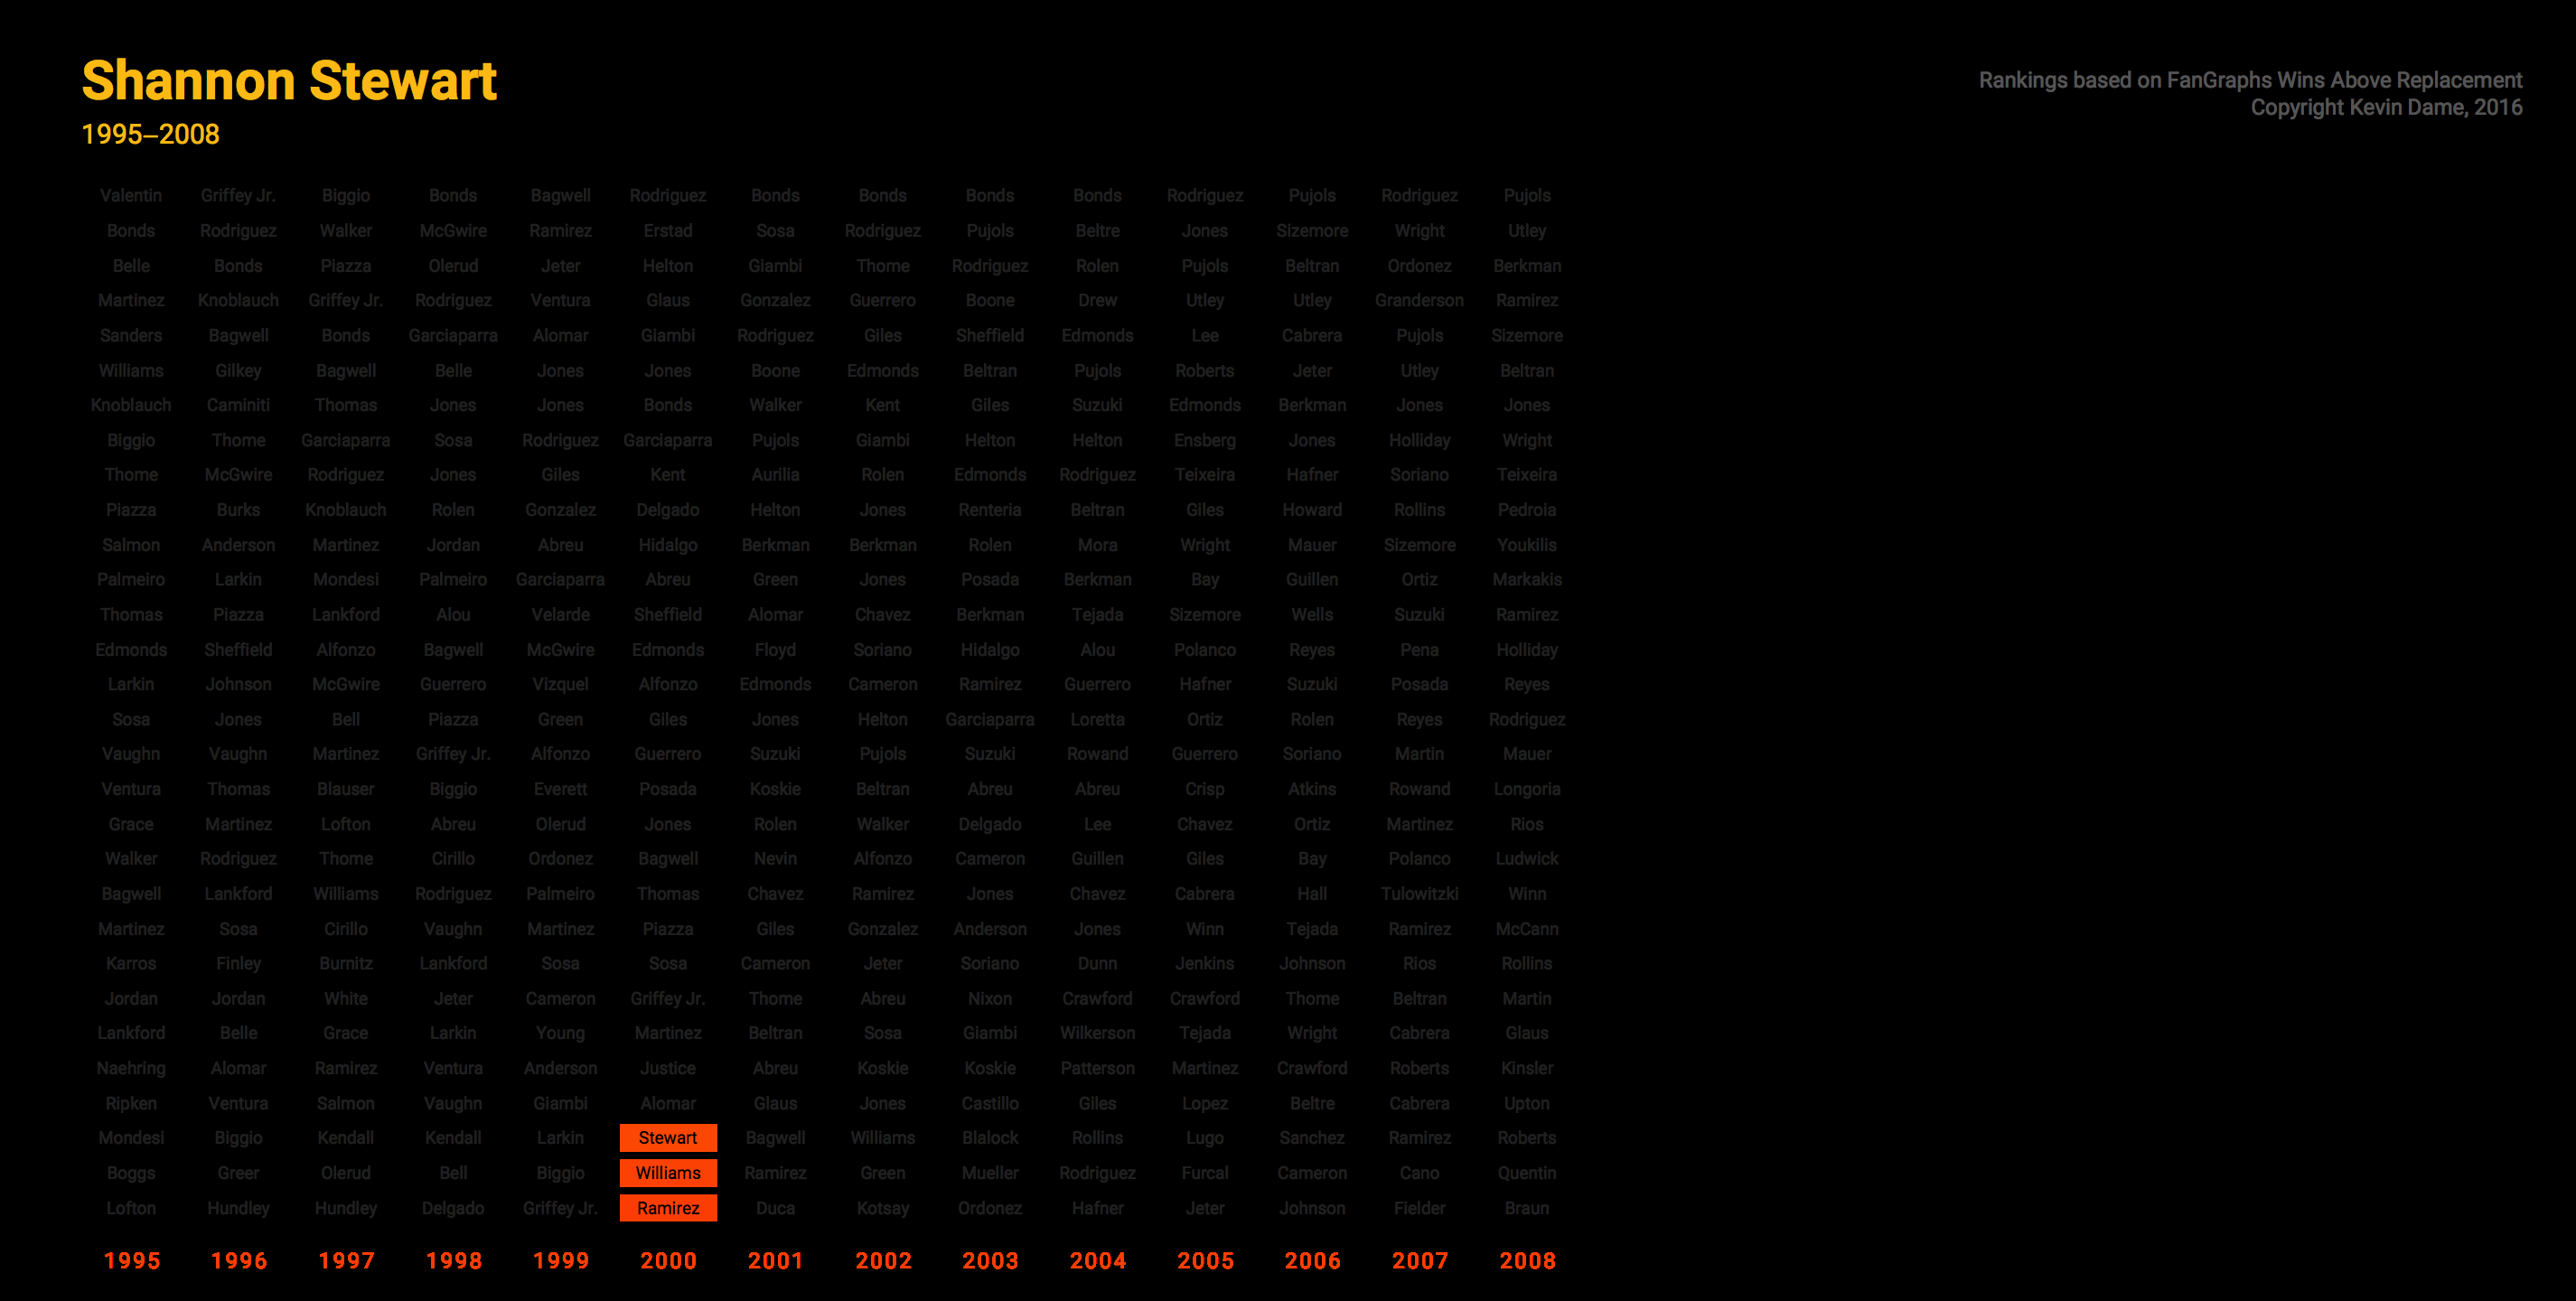 Shannon Stewart
1995–2008
Rankings based on FanGraphs Wins Above Replacement
Copyright Kevin Dame, 2016
Valentin Griffey Jr. Biggio Bonds Bagwell Rodriguez Bonds Bonds Bonds Bonds Rodriguez Pujols Rodriguez Pujols
Bonds Rodriguez Walker McGwire Ramirez Erstad Sosa Rodriguez Pujols Beltre Jones Sizemore Wright Utley
Belle Bonds Piazza Olerud Jeter Helton Giambi Thome Rodriguez Rolen Pujols Beltran Ordonez Berkman
Martinez Knoblauch Griffey Jr. Rodriguez Ventura Glaus Gonzalez Guerrero Boone Drew Utley Utley Granderson Ramirez
Sanders Bagwell Bonds Garciaparra Alomar Giambi Rodriguez Giles Sheffield Edmonds Lee Cabrera Pujols Sizemore
Williams Gilkey Bagwell Belle Jones Jones Boone Edmonds Beltran Pujols Roberts Jeter Utley Beltran
Knoblauch Caminiti Thomas Jones Jones Bonds Walker Kent Giles Suzuki Edmonds Berkman Jones Jones
Biggio Thome Garciaparra Sosa Rodriguez Garciaparra Pujols Giambi Helton Helton Ensberg Jones Holliday Wright
Thome McGwire Rodriguez Jones Giles Kent Aurilia Rolen Edmonds Rodriguez Teixeira Hafner Soriano Teixeira
Piazza Burks Knoblauch Rolen Gonzalez Delgado Helton Jones Renteria Beltran Giles Howard Rollins Pedroia
Salmon Anderson Martinez Jordan Abreu Hidalgo Berkman Berkman Rolen Mora Wright Mauer Sizemore Youkilis
Palmeiro Larkin Mondesi Palmeiro Garciaparra Abreu Green Jones Posada Berkman Bay Guillen Ortiz Markakis
Thomas Piazza Lankford Alou Velarde Sheffield Alomar Chavez Berkman Tejada Sizemore Wells Suzuki Ramirez
Edmonds Sheffield Alfonzo Bagwell McGwire Edmonds Floyd Soriano Hidalgo Alou Polanco Reyes Pena Holliday
Larkin Johnson McGwire Guerrero Vizquel Alfonzo Edmonds Cameron Ramirez Guerrero Hafner Suzuki Posada Reyes
Sosa Jones Bell Piazza Green Giles Jones Helton Garciaparra Loretta Ortiz Rolen Reyes Rodriguez
Vaughn Vaughn Martinez Griffey Jr. Alfonzo Guerrero Suzuki Pujols Suzuki Rowand Guerrero Soriano Martin Mauer
Ventura Thomas Blauser Biggio Everett Posada Koskie Beltran Abreu Abreu Crisp Atkins Rowand Longoria
Grace Martinez Lofton Abreu Olerud Jones Rolen Walker Delgado Lee Chavez Ortiz Martinez Rios
Walker Rodriguez Thome Cirillo Ordonez Bagwell Nevin Alfonzo Cameron Guillen Giles Bay Polanco Ludwick
Bagwell Lankford Williams Rodriguez Palmeiro Thomas Chavez Ramirez Jones Chavez Cabrera Hall Tulowitzki Winn
Martinez Sosa Cirillo Vaughn Martinez Piazza Giles Gonzalez Anderson Jones Winn Tejada Ramirez McCann
Karros Finley Burnitz Lankford Sosa Sosa Cameron Jeter Soriano Dunn Jenkins Johnson Rios Rollins
Jordan Jordan White Jeter Cameron Griffey Jr. Thome Abreu Nixon Crawford Crawford Thome Beltran Martin
Lankford Belle Grace Larkin Young Martinez Beltran Sosa Giambi Wilkerson Tejada Wright Cabrera Glaus
Naehring Alomar Ramirez Ventura Anderson Justice Abreu Koskie Koskie Patterson Martinez Crawford Roberts Kinsler
Ripken Ventura Salmon Vaughn Giambi Alomar Glaus Jones Castillo Giles Lopez Beltre Cabrera Upton
Mondesi Biggio Kendall Kendall Larkin Stewart Bagwell Williams Blalock Rollins Lugo Sanchez Ramirez Roberts
Boggs Greer Olerud Bell Biggio Williams Ramirez Green Mueller Rodriguez Furcal Cameron Cano Quentin
Lofton Hundley Hundley Delgado Griffey Jr. Ramirez Duca Kotsay Ordonez Hafner Jeter Johnson Fielder Braun
1995 1996 1997 1998 1999 2000 2001 2002 2003 2004 2005 2006 2007 2008